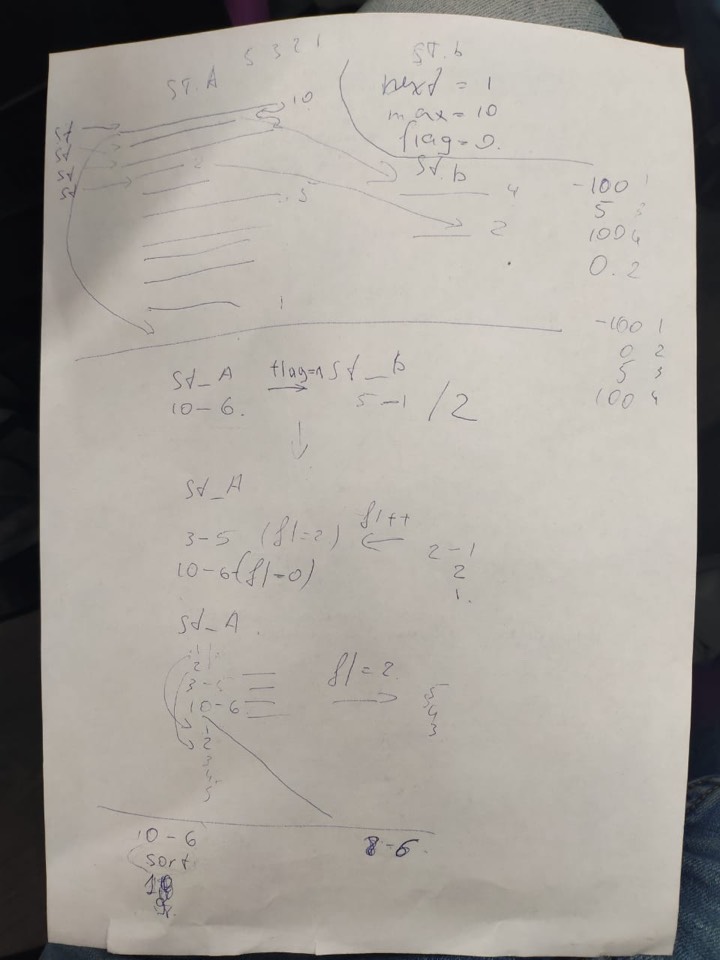 5 3 2 1
ST. A
10
st
st
st
st
2
5
1
ST. b
next = 1
max = 10
flag = 0.
St. b
4
2
-100 1
5 3
100 4
0. 2
-100 1
0 2
5 3
100 4
St_A
10-6.
St_b
5-1 /2
St_A
fl++
3-5 (fl=2)
10-6 (fl=0)
2-1
2
1.
St_A.
1
2
3-5
10-6
1
2
3
4
5
fl=2
5
4
3
10-6
sort
8-6.